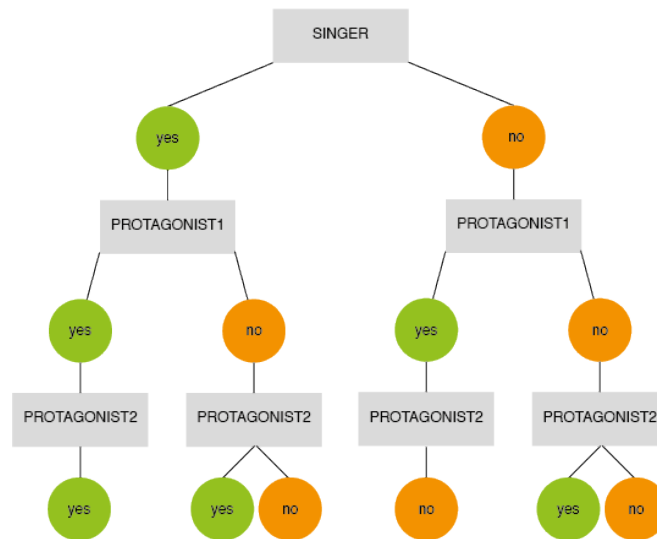 SINGER
yes
no
PROTAGONIST1
PROTAGONIST1
yes
no
yes
no
PROTAGONIST2
PROTAGONIST2
PROTAGONIST2
PROTAGONIST2
yes
yes
no
no
yes
no